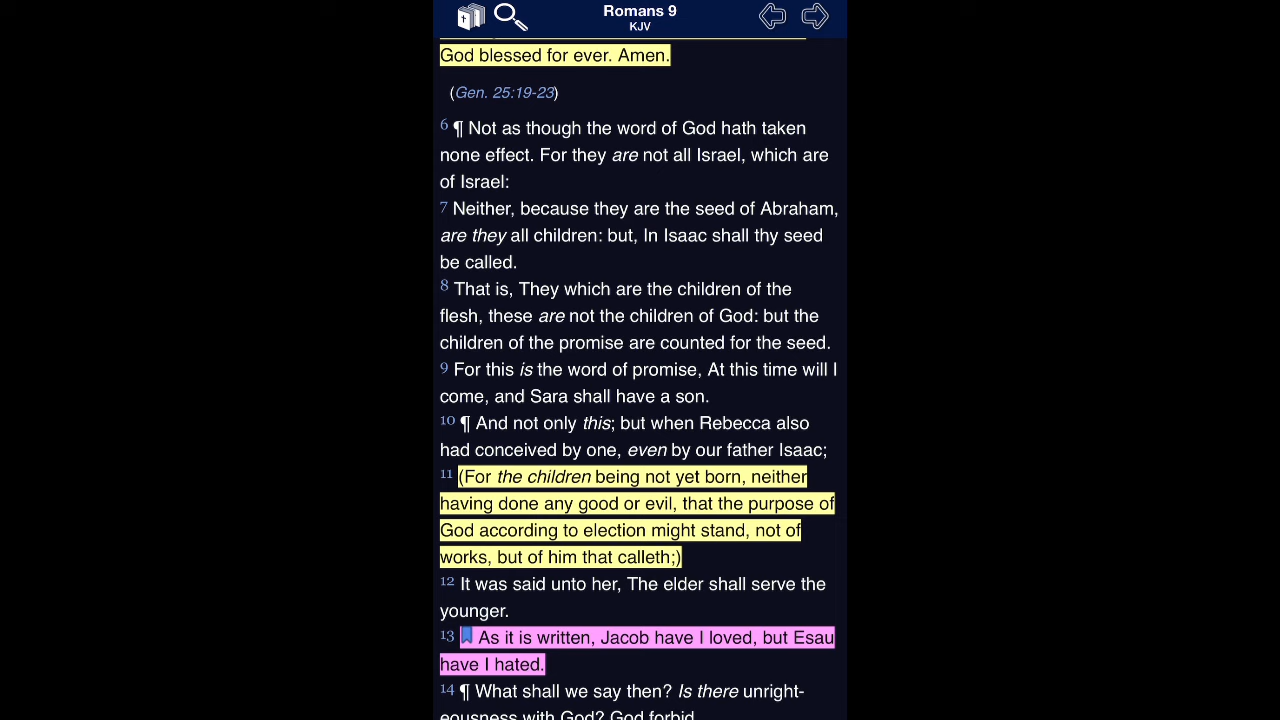 Romans 9
KJV
God blessed for ever. Amen.
(Gen. 25:19-23)
6 ¶ Not as though the word of God hath taken
none effect. For they are not all Israel, which are
of Israel:
7 Neither, because they are the seed of Abraham,
are they all children: but, In Isaac shall thy seed
be called.
8 That is, They which are the children of the
flesh, these are not the children of God: but the
children of the promise are counted for the seed.
9 For this is the word of promise, At this time will I
come, and Sara shall have a son.
10 ¶ And not only this; but when Rebecca also
had conceived by one, even by our father Isaac;
11 (For the children being not yet born, neither
having done any good or evil, that the purpose of
God according to election might stand, not of
works, but of him that calleth;)
12 It was said unto her, The elder shall serve the
younger.
13 As it is written, Jacob have I loved, but Esau
have I hated.
14 ¶ What shall we say then? Is there unright-
eousness with God? God forbid.